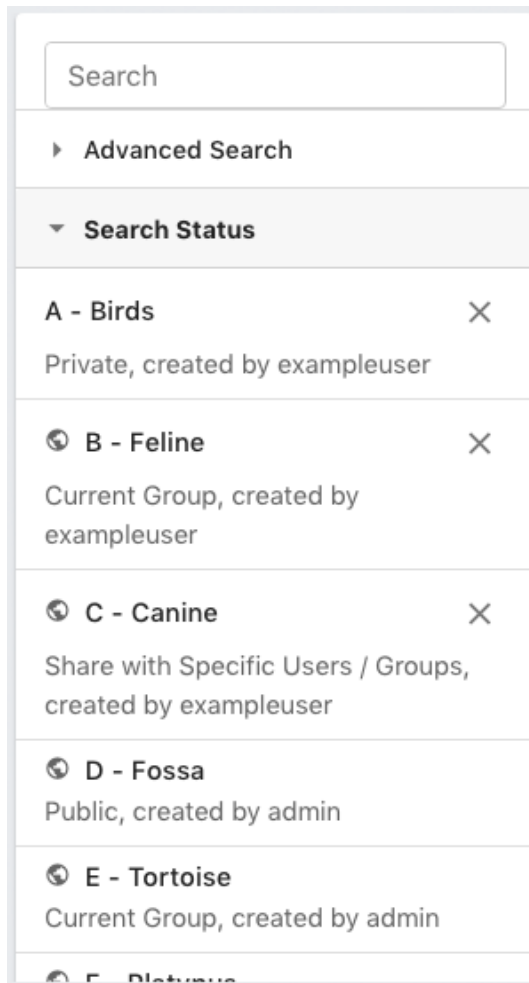 Search
Advanced Search
Search Status
A - Birds
Private, created by exampleuser
B - Feline
Current Group, created by
exampleuser
C - Canine
Share with Specific Users / Groups,
created by exampleuser
D - Fossa
Public, created by admin
E - Tortoise
Current Group, created by admin
F - Platypus